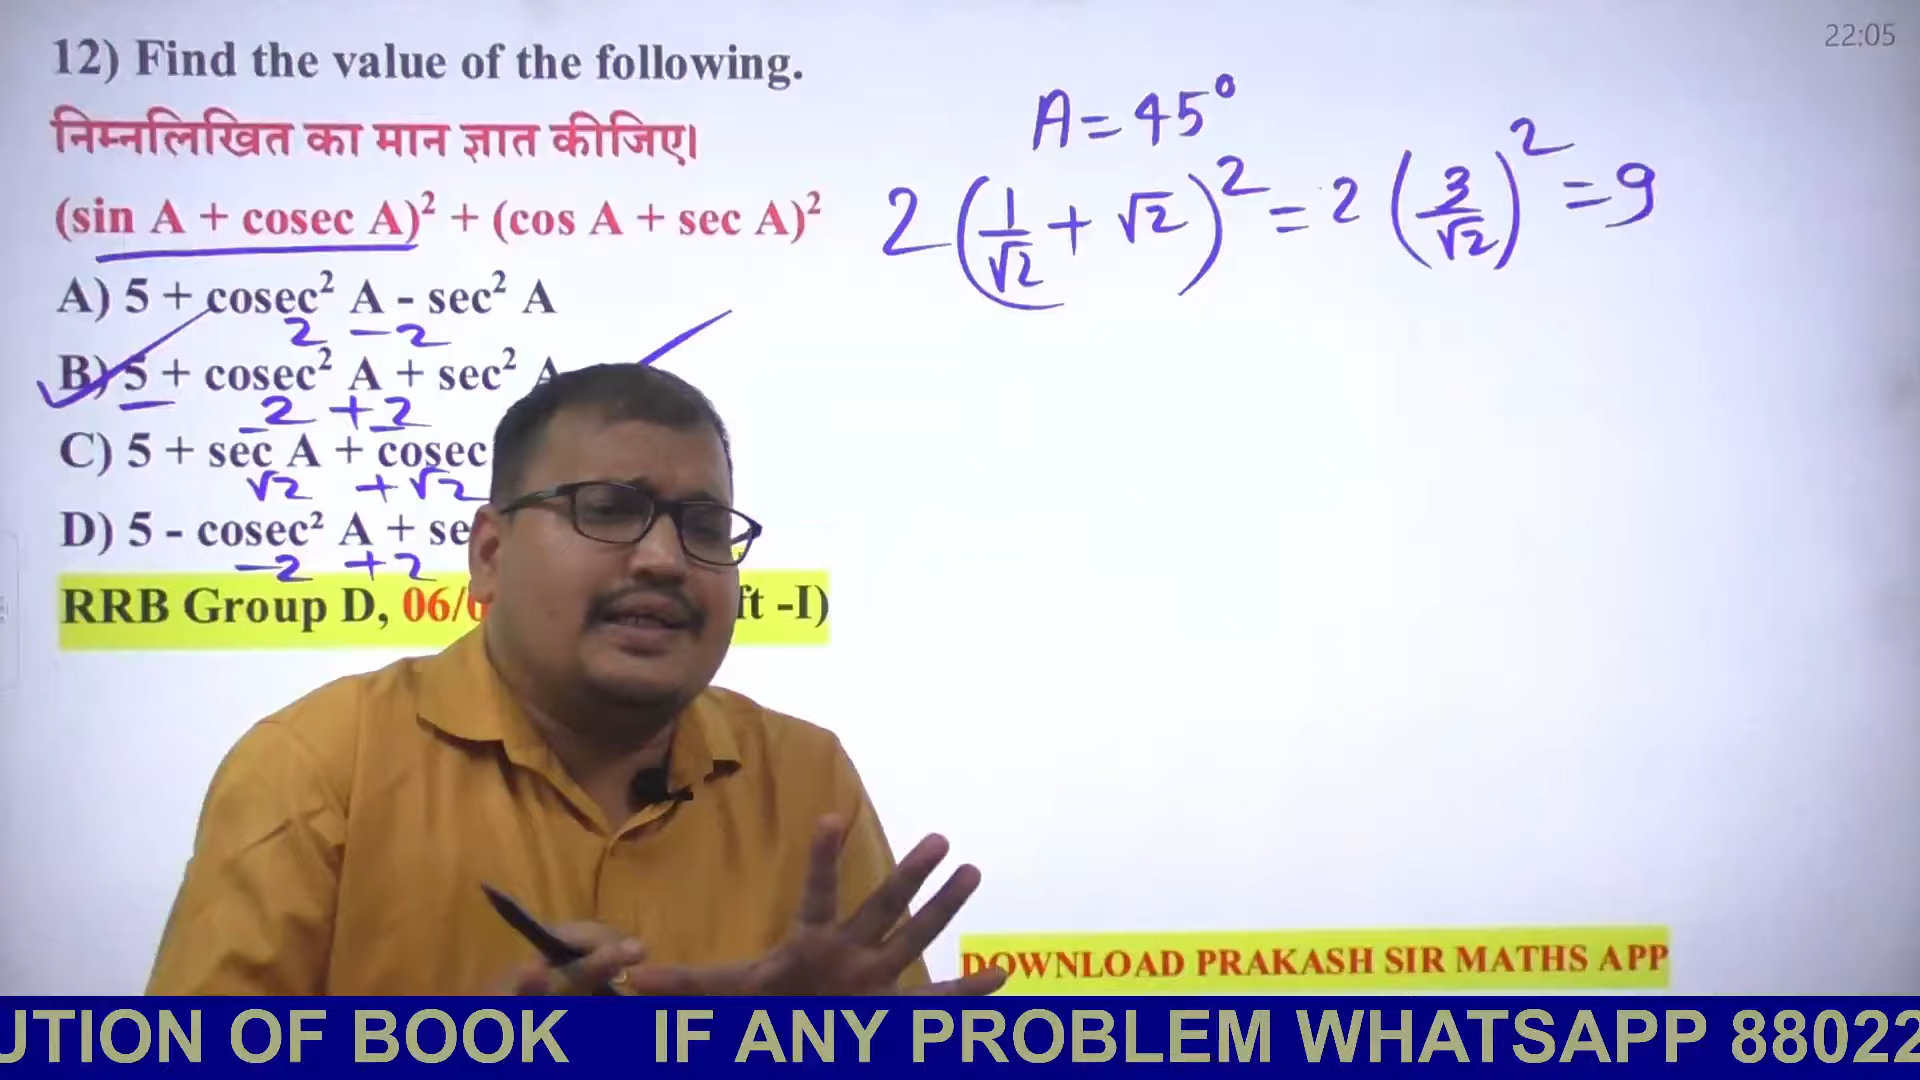 22:05
12) Find the value of the following.
निम्नलिखित का मान ज्ञात कीजिए।
(sin A + cosec A)² + (cos A + sec A)²
A) 5 + cosec² A - sec² A
2 - 2
B) 5 + cosec² A + sec² A
2 + 2
C) 5 + sec A + cosec
√2 + √2
D) 5 - cosec² A + se
-2 +2
RRB Group D, 06/ ft -I)
A = 45°
2(1/√2 + √2)² = 2(3/√2)² = 9
DOWNLOAD PRAKASH SIR MATHS APP
UTION OF BOOK IF ANY PROBLEM WHATSAPP 88022